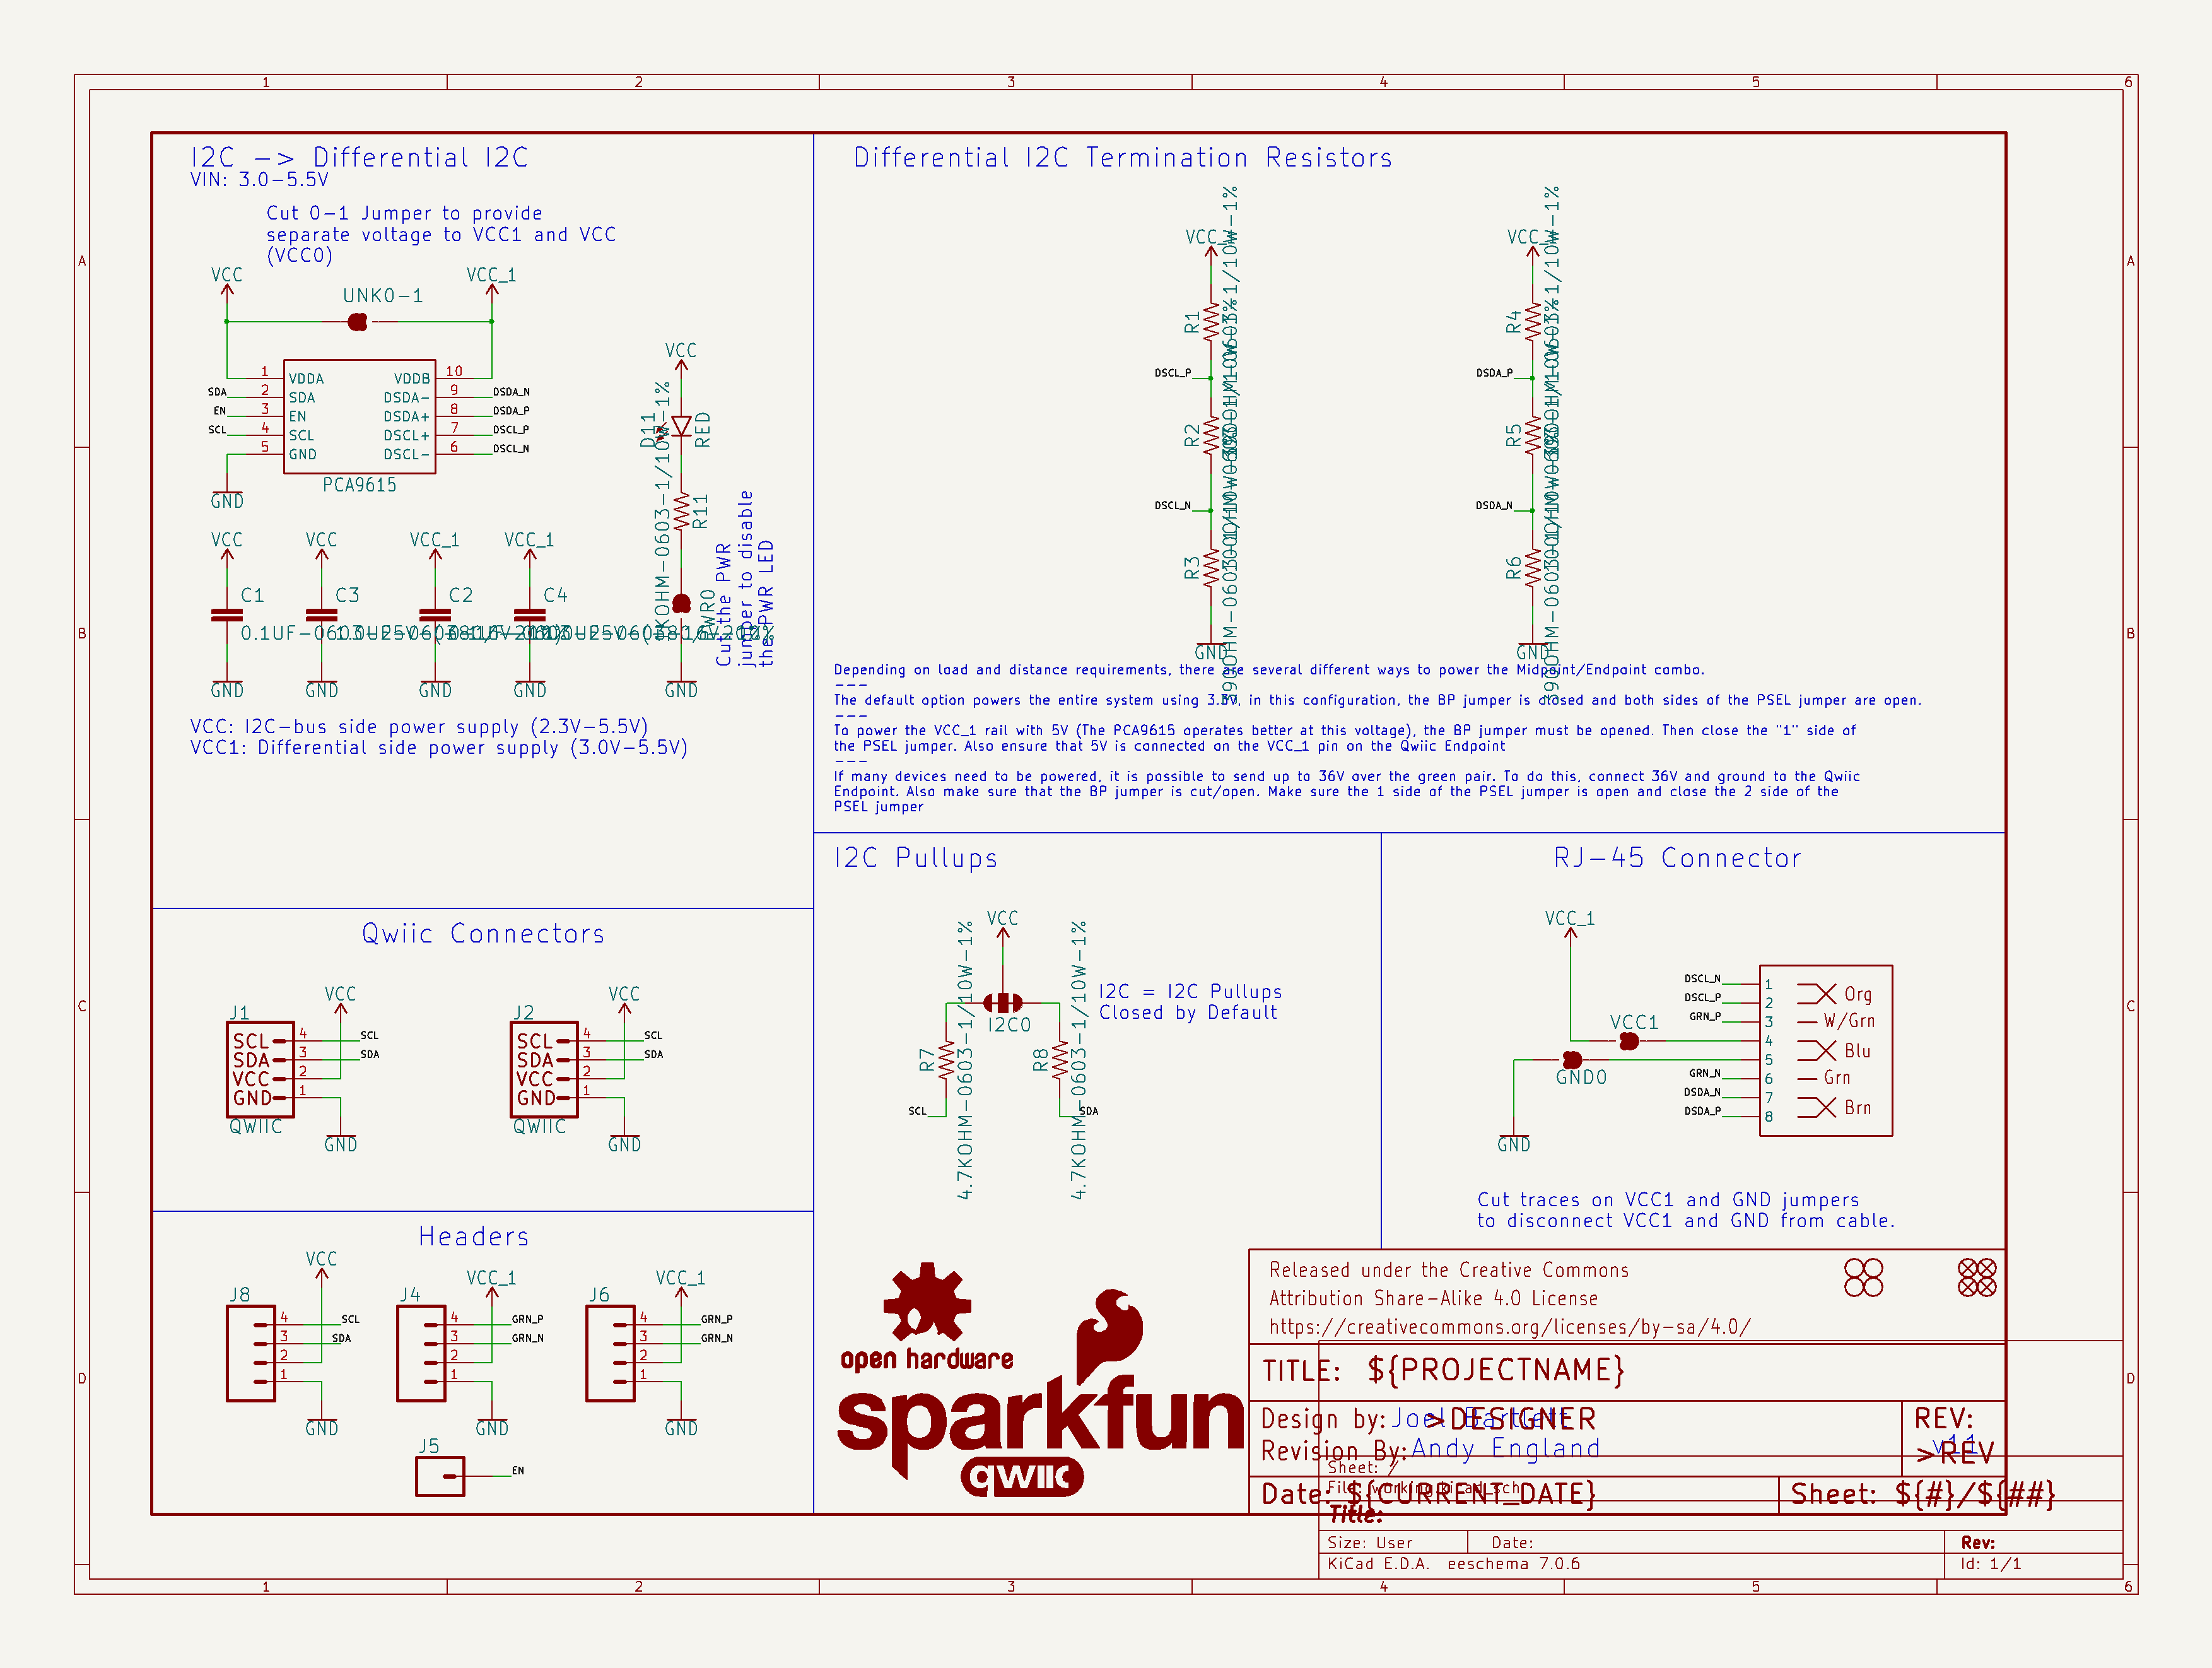 1 2 3 4 5 6
A
B
C
D
I2C -> Differential I2C
VIN: 3.0-5.5V
Cut 0-1 Jumper to provide
separate voltage to VCC1 and VCC
(VCC0)
VCC
VCC_1
UNK0-1
1 VDDA VDDB 10
SDA 2 SDA DSDA- 9 DSDA_N
EN 3 EN DSDA+ 8 DSDA_P
SCL 4 SCL DSCL+ 7 DSCL_P
5 GND DSCL- 6 DSCL_N
PCA9615
GND
VCC
D11
RED
R11
1KOHM-0603-1/10W-1%
PWR0
Cut the PWR
jumper to disable
the PWR LED
GND
VCC VCC VCC_1 VCC_1
C1 C3 C2 C4
GND GND GND GND
VCC: I2C-bus side power supply (2.3V-5.5V)
VCC1: Differential side power supply (3.0V-5.5V)
Differential I2C Termination Resistors
R1
DSCL_P
R2
DSCL_N
R3
GND
R4
DSDA_P
R5
DSDA_N
R6
GND
Depending on load and distance requirements, there are several different ways to power the Midpoint/Endpoint combo.
---
The default option powers the entire system using 3.3V, in this configuration, the BP jumper is closed and both sides of the PSEL jumper are open.
---
To power the VCC_1 rail with 5V (The PCA9615 operates better at this voltage), the BP jumper must be opened. Then close the "1" side of
the PSEL jumper. Also ensure that 5V is connected on the VCC_1 pin on the Qwiic Endpoint
---
If many devices need to be powered, it is possible to send up to 36V over the green pair. To do this, connect 36V and ground to the Qwiic
Endpoint. Also make sure that the BP jumper is cut/open. Make sure the 1 side of the PSEL jumper is open and close the 2 side of the
PSEL jumper
Qwiic Connectors
J1 VCC
SCL 4 SCL
SDA 3 SDA
VCC 2
GND 1
QWIIC
GND
J2 VCC
SCL 4 SCL
SDA 3 SDA
VCC 2
GND 1
QWIIC
GND
Headers
J8 VCC
4 SCL
3 SDA
2
1
GND
J4 VCC_1
4 GRN_P
3 GRN_N
2
1
GND
J6 VCC_1
4 GRN_P
3 GRN_N
2
1
GND
J5
EN
I2C Pullups
VCC
I2C0
R7
4.7KOHM-0603-1/10W-1%
R8
4.7KOHM-0603-1/10W-1%
SCL
SDA
I2C = I2C Pullups
Closed by Default
RJ-45 Connector
VCC_1
DSCL_N 1
DSCL_P 2 Org
GRN_P 3 W/Grn
VCC1 4
5 Blu
GND0
GRN_N 6 Grn
DSDA_N 7
DSDA_P 8 Brn
GND
Cut traces on VCC1 and GND jumpers
to disconnect VCC1 and GND from cable.
open hardware
sparkfun
qwiic
Released under the Creative Commons
Attribution Share-Alike 4.0 License
https://creativecommons.org/licenses/by-sa/4.0/
TITLE: ${PROJECTNAME}
Design by: Joel Bartlett
>DESIGNER
REV:
Revision By: Andy England
v11
>REV
Sheet: /
File: working.kicad_sch
Date: ${CURRENT_DATE}
Sheet: ${#}/${##}
Title:
Size: User
Date:
Rev:
KiCad E.D.A. eeschema 7.0.6
Id: 1/1
1 2 3 4 5 6
A
B
C
D